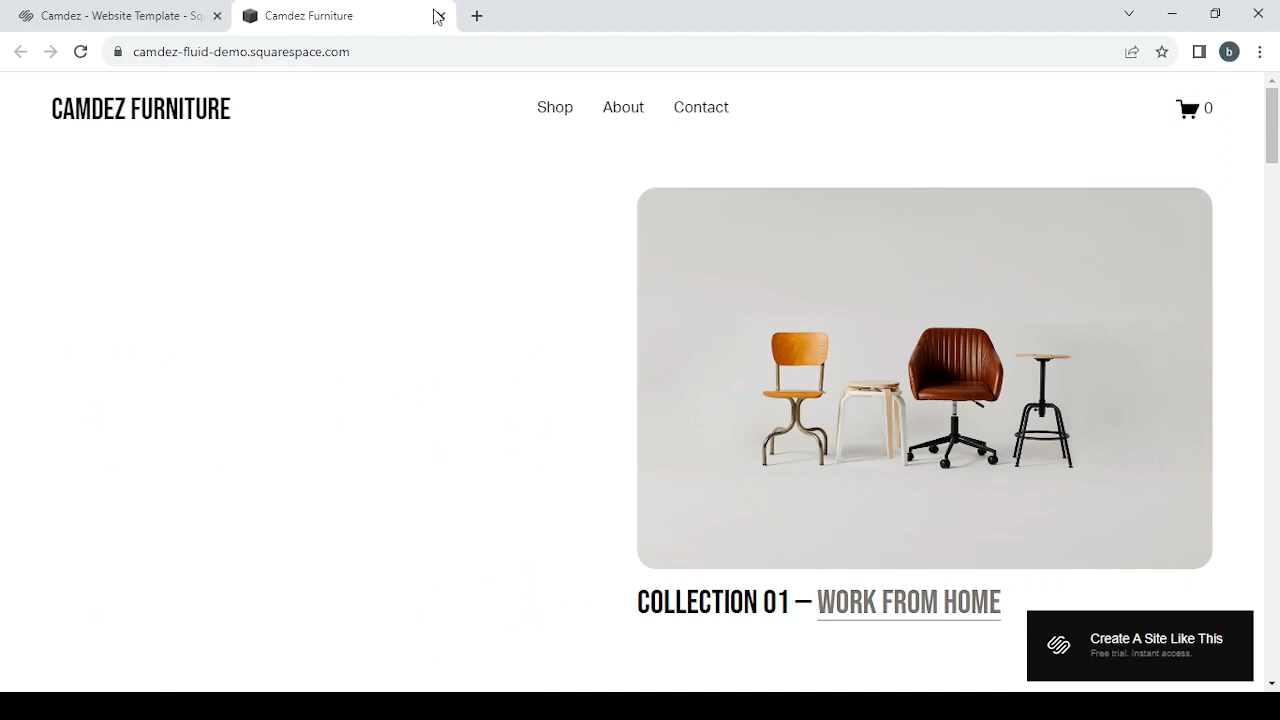 Camdez - Website Template - Sq
Camdez Furniture
camdez-fluid-demo.squarespace.com
b
CAMDEZ FURNITURE
Shop
About
Contact
0
COLLECTION 01 — WORK FROM HOME
Create A Site Like This
Free trial. Instant access.